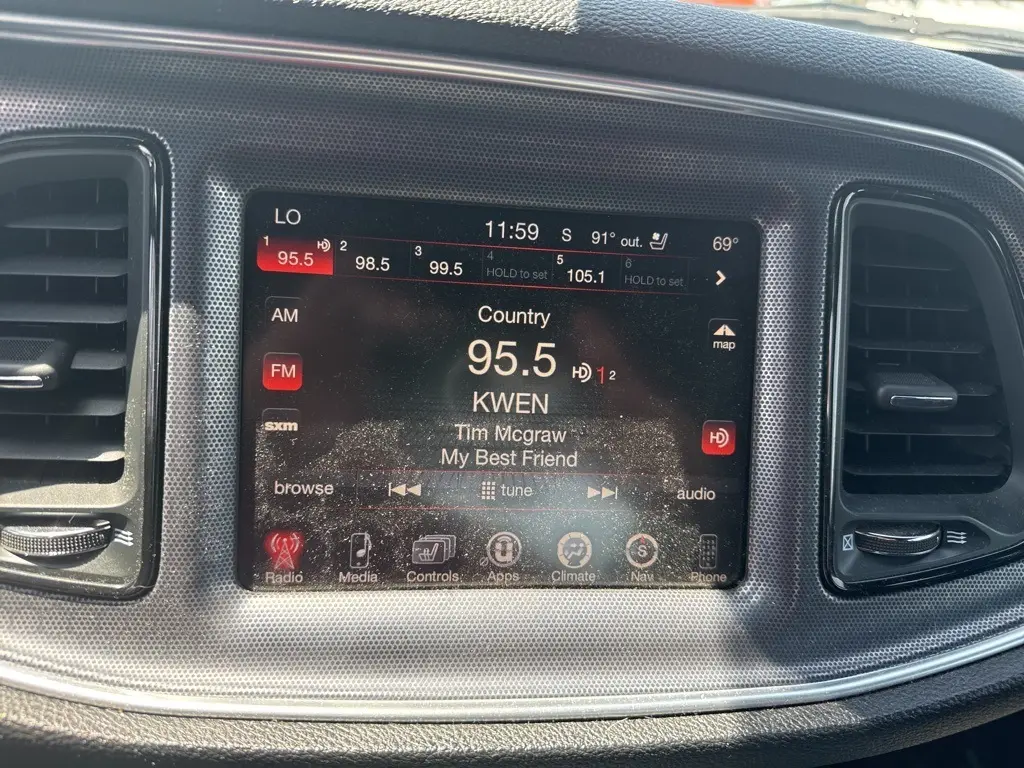 LO 11:59 S 91° out. 69°
1 95.5 HD 2 98.5 3 99.5 4 HOLD to set 5 105.1 6 HOLD to set
AM
Country
map
FM
95.5 HD 1 2
KWEN
sxm
Tim Mcgraw
HD
My Best Friend
browse tune audio
Radio Media Controls Apps Climate Nav Phone